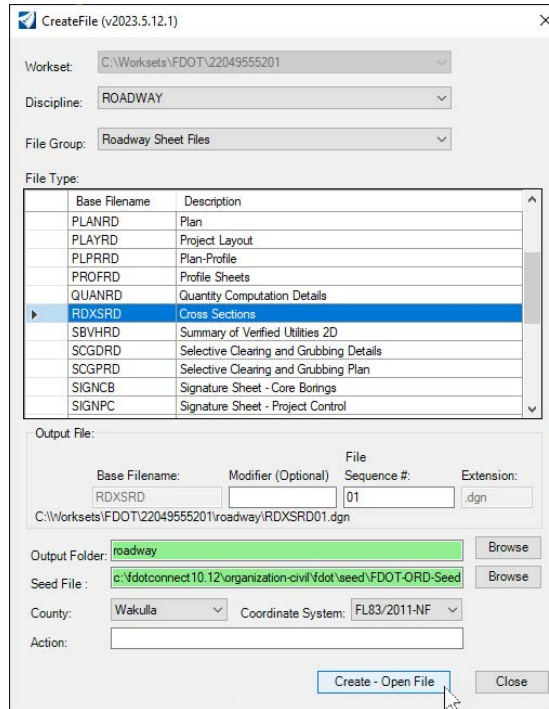 CreateFile (v2023.5.12.1)
Workset: C:\Worksets\FDOT\22049555201
Discipline: ROADWAY
File Group: Roadway Sheet Files
File Type:
Base Filename Description
PLANRD Plan
PLAYRD Project Layout
PLPRRD Plan-Profile
PROFRD Profile Sheets
QUANRD Quantity Computation Details
RDXSRD Cross Sections
SBVHRD Summary of Verified Utilities 2D
SCGDRD Selective Clearing and Grubbing Details
SCGPRD Selective Clearing and Grubbing Plan
SIGNCB Signature Sheet - Core Borings
SIGNPC Signature Sheet - Project Control
Output File:
File
Base Filename: Modifier (Optional) Sequence #: Extension:
RDXSRD 01 .dgn
C:\Worksets\FDOT\22049555201\roadway\RDXSRD01.dgn
Output Folder: roadway Browse
Seed File : c:\fdotconnect10.12\organization-civil\fdot\seed\FDOT-ORD-Seed Browse
County: Wakulla Coordinate System: FL83/2011-NF
Action:
Create - Open File Close